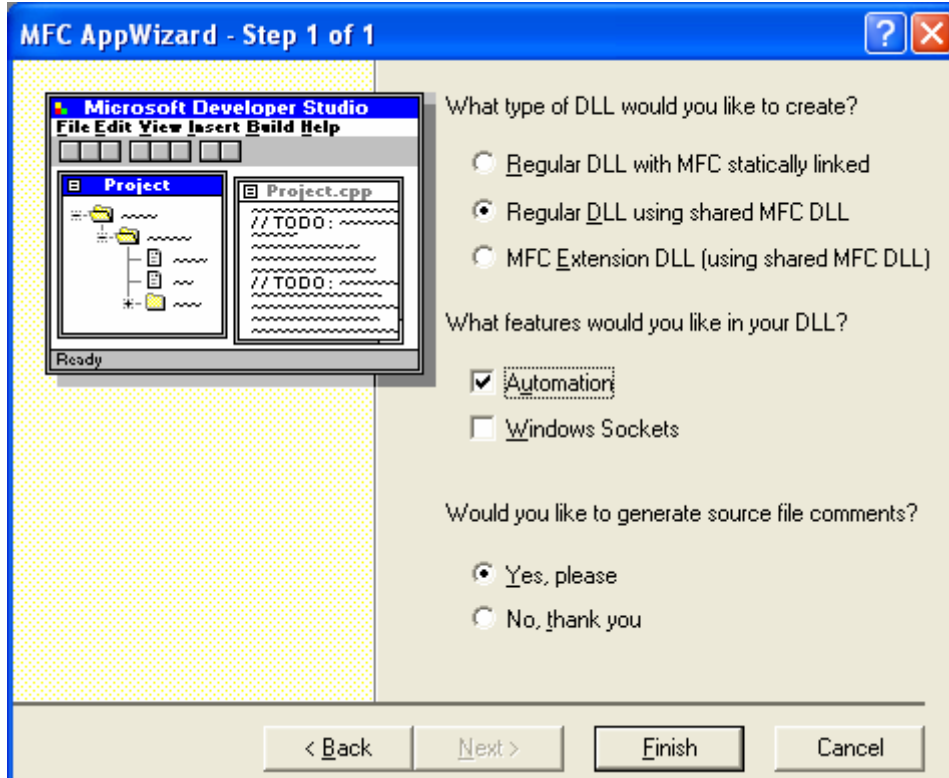 MFC AppWizard - Step 1 of 1
Microsoft Developer Studio
File Edit View Insert Build Help
Project
Project.cpp
// TODO:
// TODO:
Ready
What type of DLL would you like to create?
Regular DLL with MFC statically linked
Regular DLL using shared MFC DLL
MFC Extension DLL (using shared MFC DLL)
What features would you like in your DLL?
Automation
Windows Sockets
Would you like to generate source file comments?
Yes, please
No, thank you
< Back
Next >
Finish
Cancel